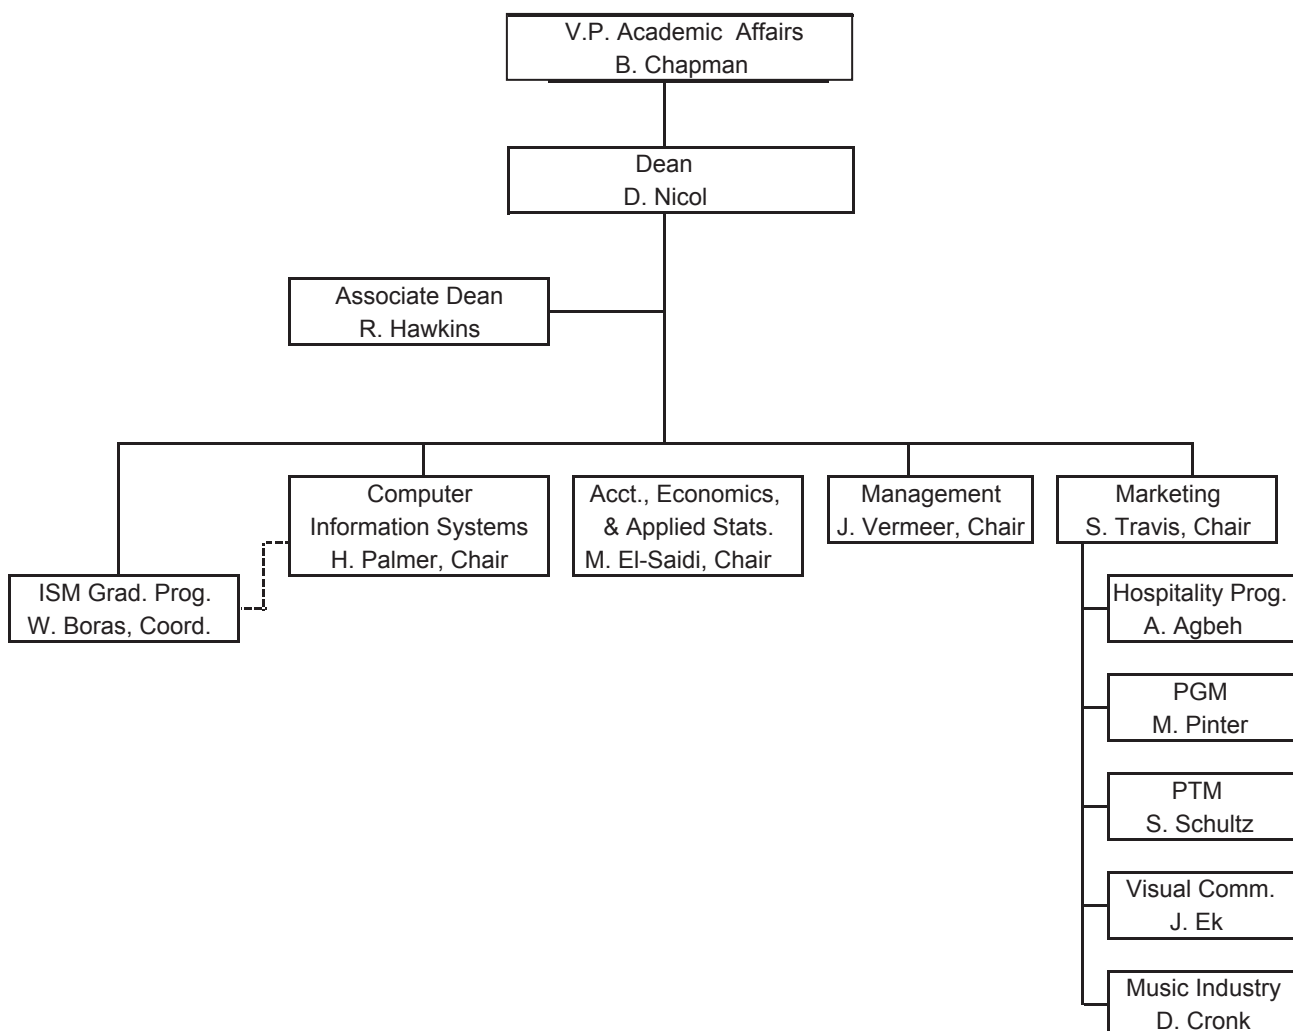 V.P. Academic Affairs
B. Chapman
Dean
D. Nicol
Associate Dean
R. Hawkins
Computer
Information Systems
H. Palmer, Chair
Acct., Economics,
& Applied Stats.
M. El-Saidi, Chair
Management
J. Vermeer, Chair
Marketing
S. Travis, Chair
ISM Grad. Prog.
W. Boras, Coord.
Hospitality Prog.
A. Agbeh
PGM
M. Pinter
PTM
S. Schultz
Visual Comm.
J. Ek
Music Industry
D. Cronk